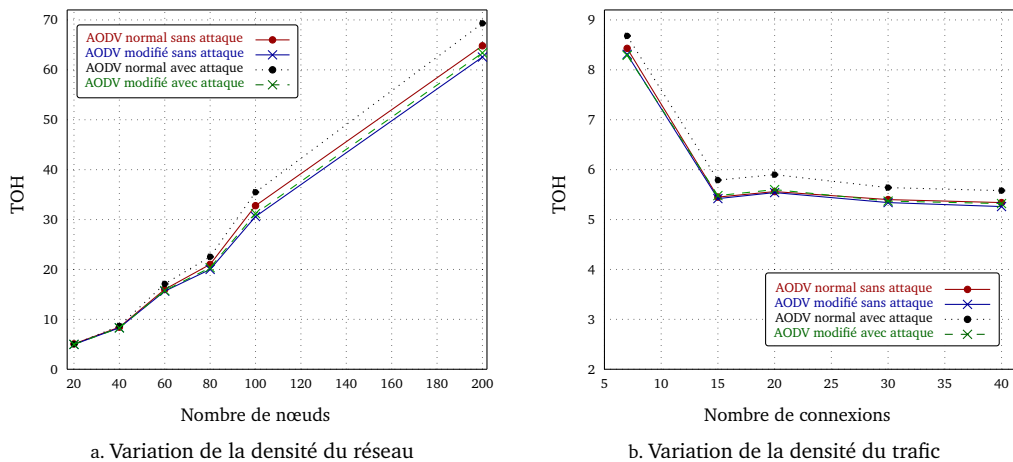 70
60
50
40
30
20
10
0
TOH
AODV normal sans attaque
AODV modifié sans attaque
AODV normal avec attaque
AODV modifié avec attaque
20 40 60 80 100 120 140 160 180 200
Nombre de nœuds
a. Variation de la densité du réseau
9
8
7
6
5
4
3
2
TOH
AODV normal sans attaque
AODV modifié sans attaque
AODV normal avec attaque
AODV modifié avec attaque
5 10 15 20 25 30 35 40
Nombre de connexions
b. Variation de la densité du trafic